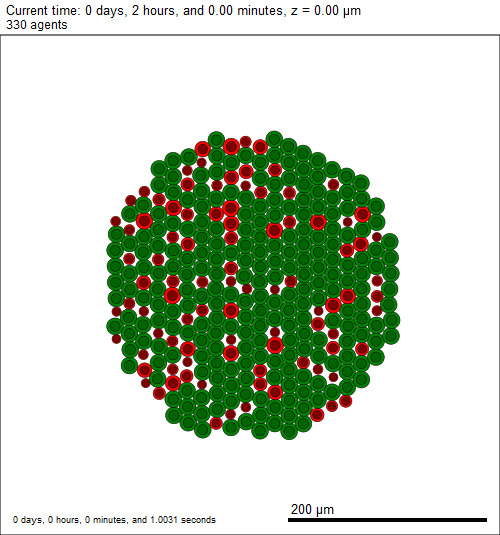 Current time: 0 days, 2 hours, and 0.00 minutes, z = 0.00 μm
330 agents
200 μm
0 days, 0 hours, 0 minutes, and 1.0031 seconds